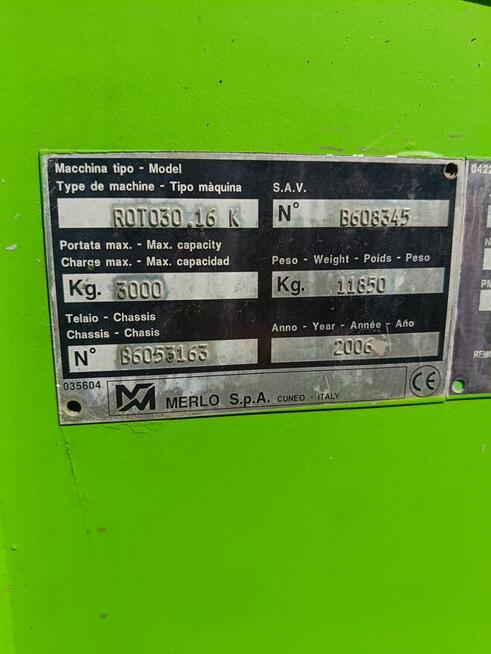 Macchina tipo - Model
Type de machine - Tipo màquina
ROTO30.16 K
S.A.V.
N° B608345
Portata max. - Max. capacity
Charge max. - Max. capacidad
Kg. 3000
Peso - Weight - Poids - Peso
Kg. 11850
Telaio - Chassis
Chassis - Chasis
N° B6053163
Anno - Year - Année - Año
2006
035604
MERLO S.p.A. CUNEO - ITALY
CE
0422